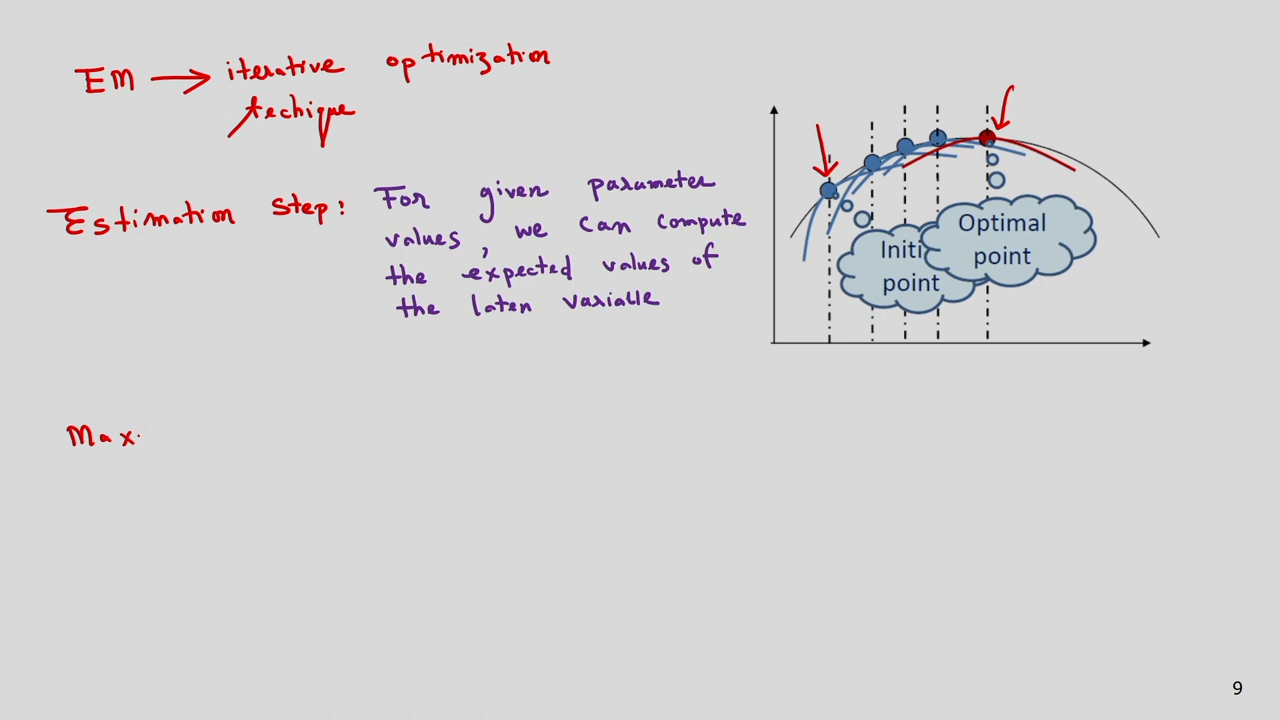 EM → iterative optimization
techique
Estimation Step: For given parameter
values, we can compute
the expected values of
the laten variable
Initi
point
Optimal
point
Max
9